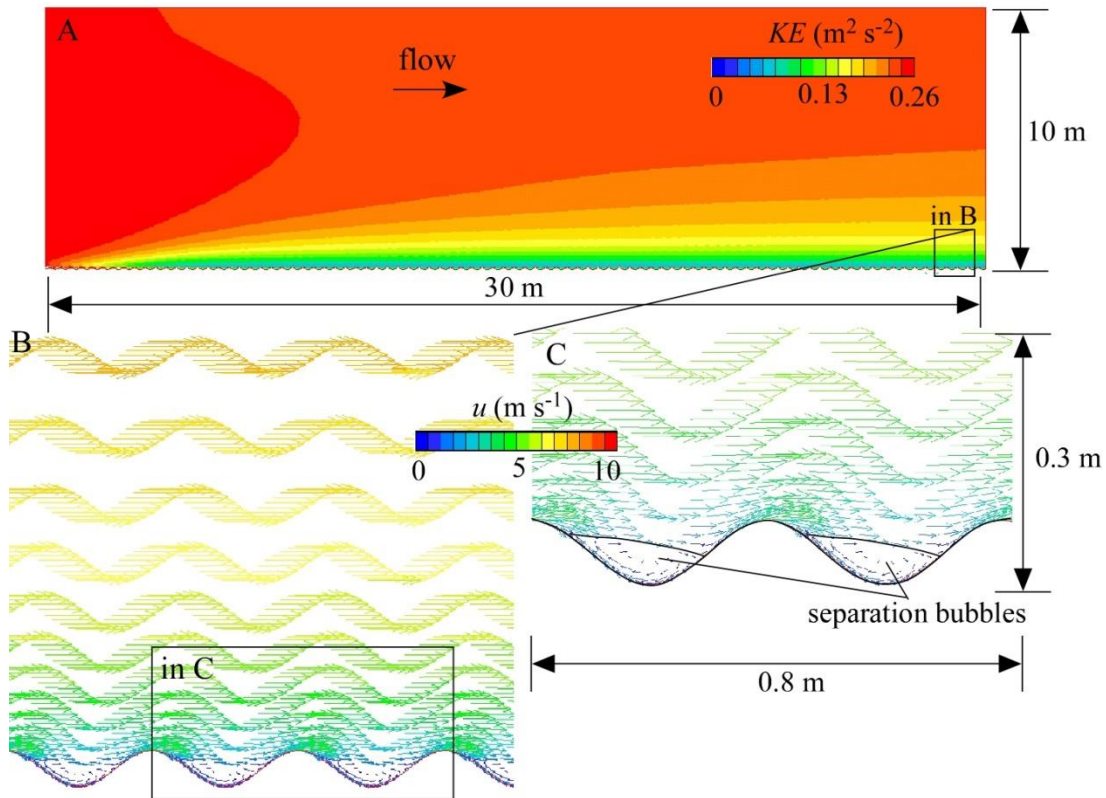 A
KE (m² s⁻²)
flow
0 0.13 0.26
10 m
in B
30 m
B
C
u (m s⁻¹)
0 5 10
0.3 m
separation bubbles
in C
0.8 m